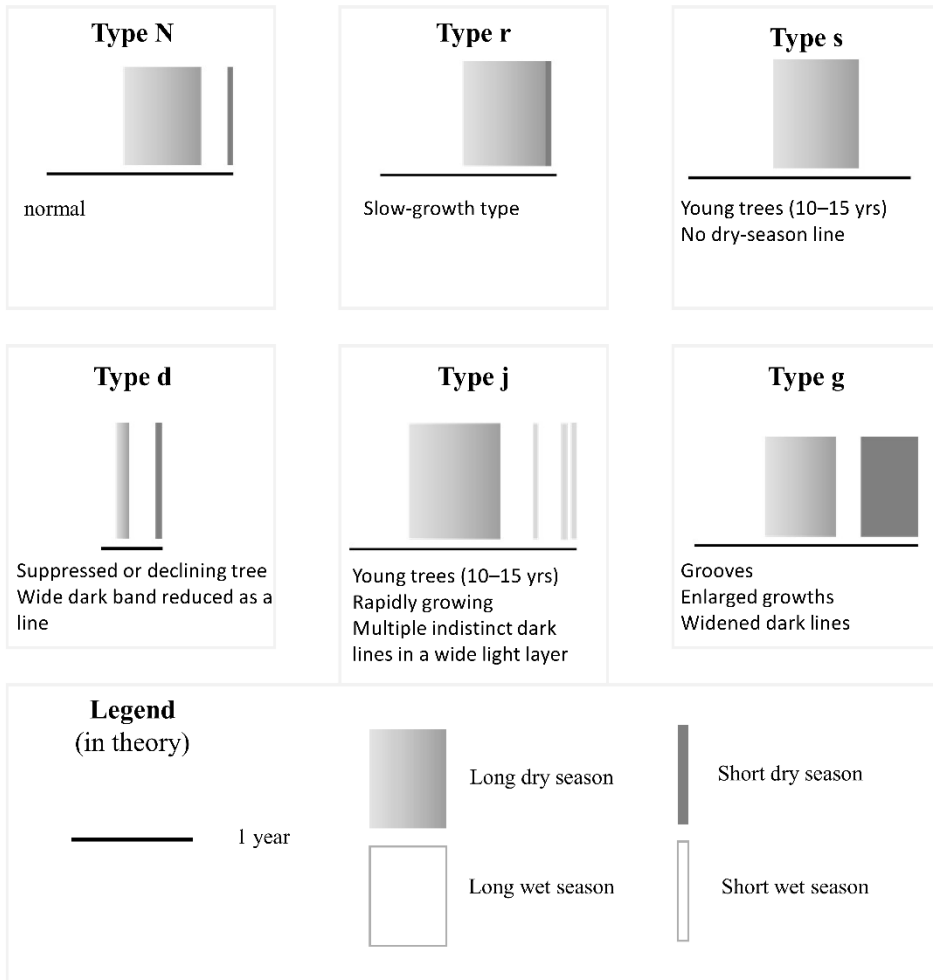 Type N
normal
Type r
Slow-growth type
Type s
Young trees (10–15 yrs)
No dry-season line
Type d
Suppressed or declining tree
Wide dark band reduced as a
line
Type j
Young trees (10–15 yrs)
Rapidly growing
Multiple indistinct dark
lines in a wide light layer
Type g
Grooves
Enlarged growths
Widened dark lines
Legend
(in theory)
1 year
Long dry season
Short dry season
Long wet season
Short wet season